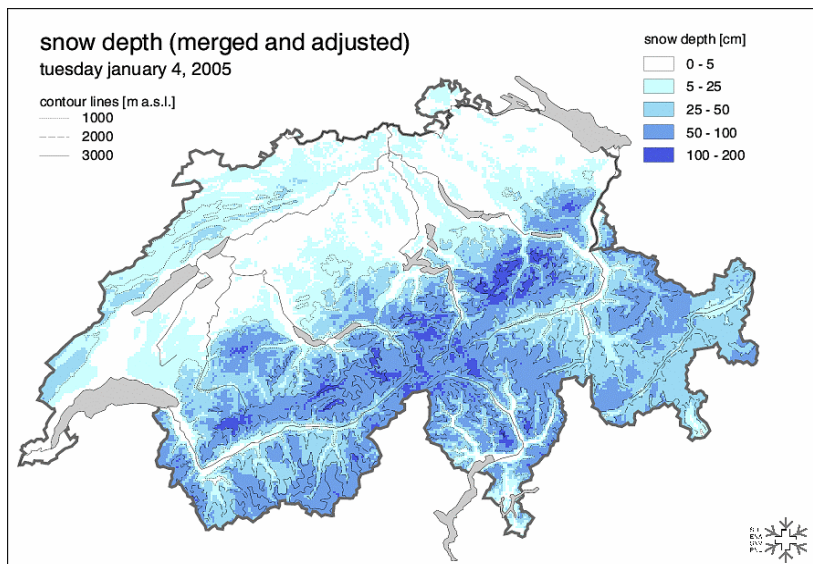 snow depth (merged and adjusted)
tuesday january 4, 2005
contour lines [m a.s.l.]
1000
2000
3000
snow depth [cm]
0 - 5
5 - 25
25 - 50
50 - 100
100 - 200